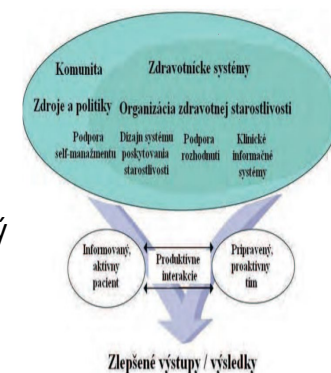 Komunita Zdravotnícke systémy
Zdroje a politiky Organizácia zdravotnej starostlivosti
Podpora self-manažmentu
Dizajn systému poskytovania starostlivosti
Podpora rozhodnutí
Klinické informačné systémy
ý
Informovaný, aktívny pacient
Produktívne interakcie
Pripravený, proaktívny tím
Zlepšené výstupy / výsledky